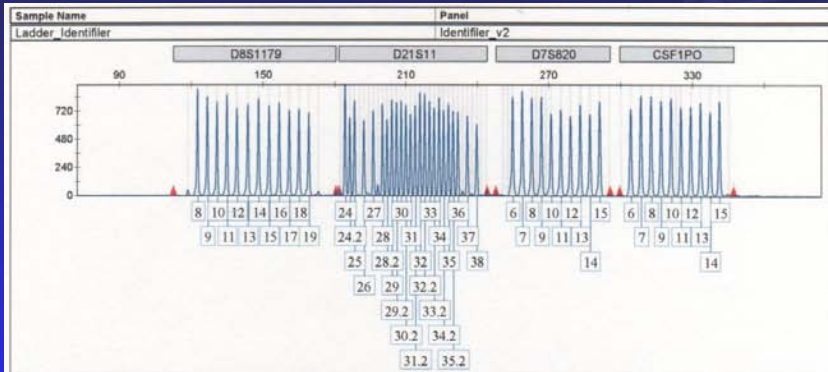 Sample Name Panel
Ladder_Identifiler Identifiler_v2
D8S1179 D21S11 D7S820 CSF1PO
90 150 210 270 330
720
480
240
0
8 10 12 14 16 18 24 27 30 33 36 6 8 10 12 15 6 8 10 12 15
9 11 13 15 17 19 24.2 28 31 34 37 7 9 11 13 7 9 11 13
25 28.2 32 35 38 14 14
26 29 32.2
29.2 33.2
30.2 34.2
31.2 35.2